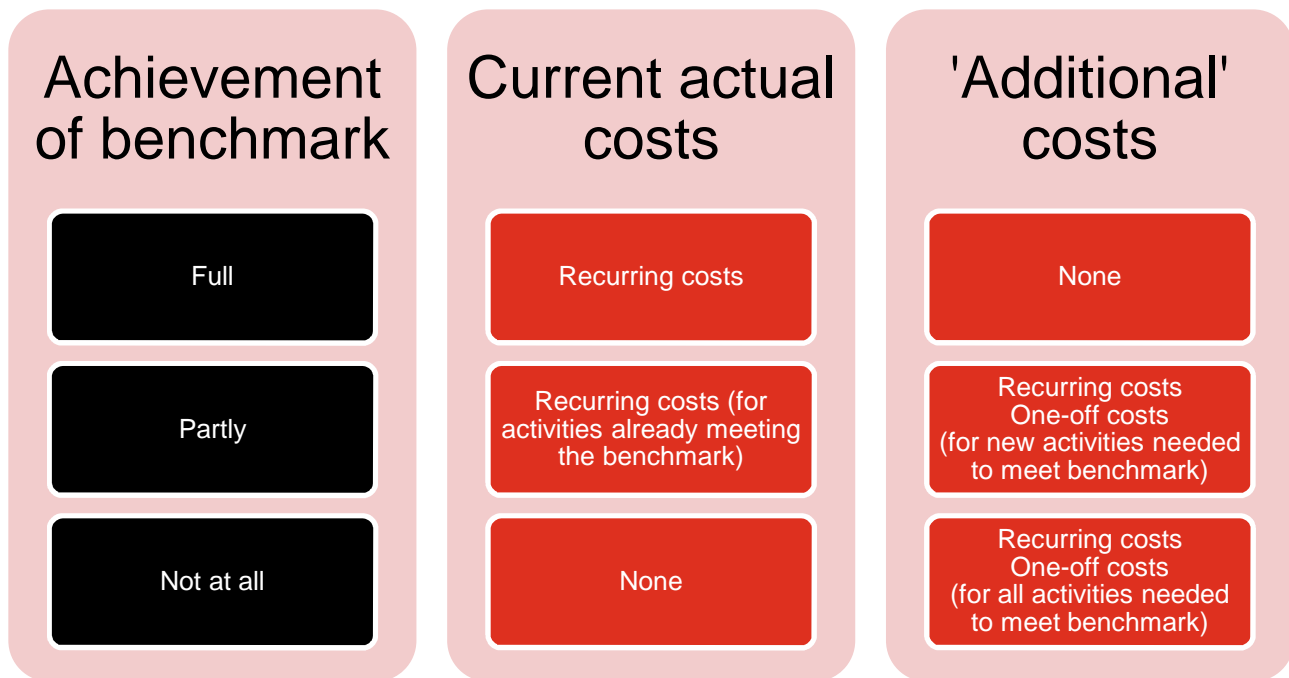 Achievement
of benchmark
Full
Partly
Not at all
Current actual
costs
Recurring costs
Recurring costs (for
activities already meeting
the benchmark)
None
'Additional'
costs
None
Recurring costs
One-off costs
(for new activities needed
to meet benchmark)
Recurring costs
One-off costs
(for all activities needed
to meet benchmark)